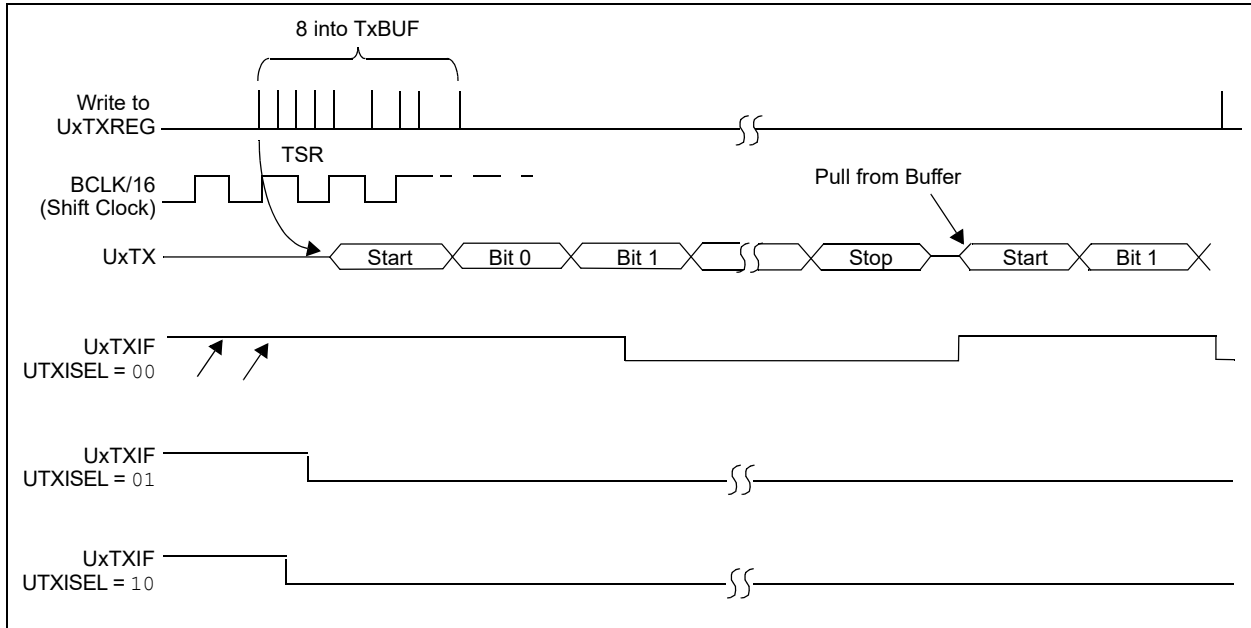 8 into TxBUF
Write to
UxTXREG
TSR
BCLK/16
(Shift Clock)
Pull from Buffer
UxTX
Start
Bit 0
Bit 1
Stop
Start
Bit 1
UxTXIF
UTXISEL = 00
UxTXIF
UTXISEL = 01
UxTXIF
UTXISEL = 10